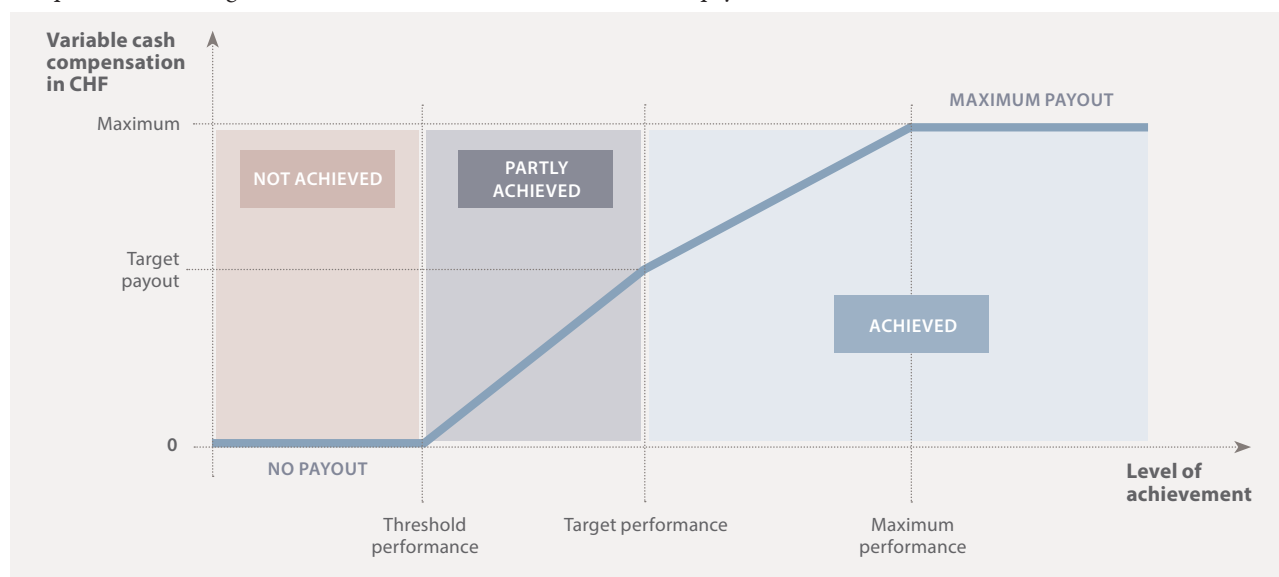 Variable cash
compensation
in CHF
MAXIMUM PAYOUT
Maximum
NOT ACHIEVED
PARTLY
ACHIEVED
Target
payout
ACHIEVED
0
NO PAYOUT
Level of
achievement
Threshold
performance
Target performance
Maximum
performance